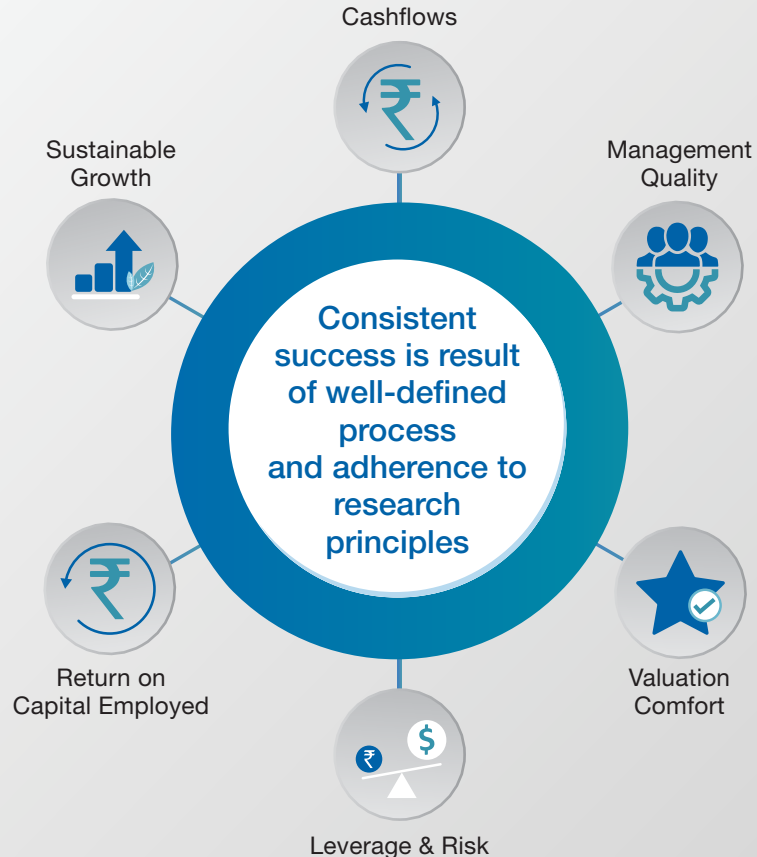 Cashflows
Sustainable
Growth
Management
Quality
Consistent
success is result
of well-defined
process
and adherence to
research
principles
Return on
Capital Employed
Valuation
Comfort
Leverage & Risk
₹
₹
₹
$